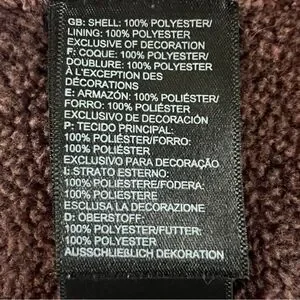 GB: SHELL: 100% POLYESTER/
LINING: 100% POLYESTER
EXCLUSIVE OF DECORATION
F: COQUE: 100% POLYESTER/
DOUBLURE: 100% POLYESTER
À L'EXCEPTION DES
DÉCORATIONS
E: ARMAZÓN: 100% POLIÉSTER/
FORRO: 100% POLIÉSTER
EXCLUSIVO DE DECORACIÓN
P: TECIDO PRINCIPAL:
100% POLIÉSTER/FORRO:
100% POLIÉSTER
EXCLUSIVO PARA DECORAÇÃO
I: STRATO ESTERNO:
100% POLIESTERE/FODERA:
100% POLIESTERE
ESCLUSA LA DECORAZIONE
D: OBERSTOFF:
100% POLYESTER/FUTTER:
100% POLYESTER
AUSSCHLIEBLICH DEKORATION